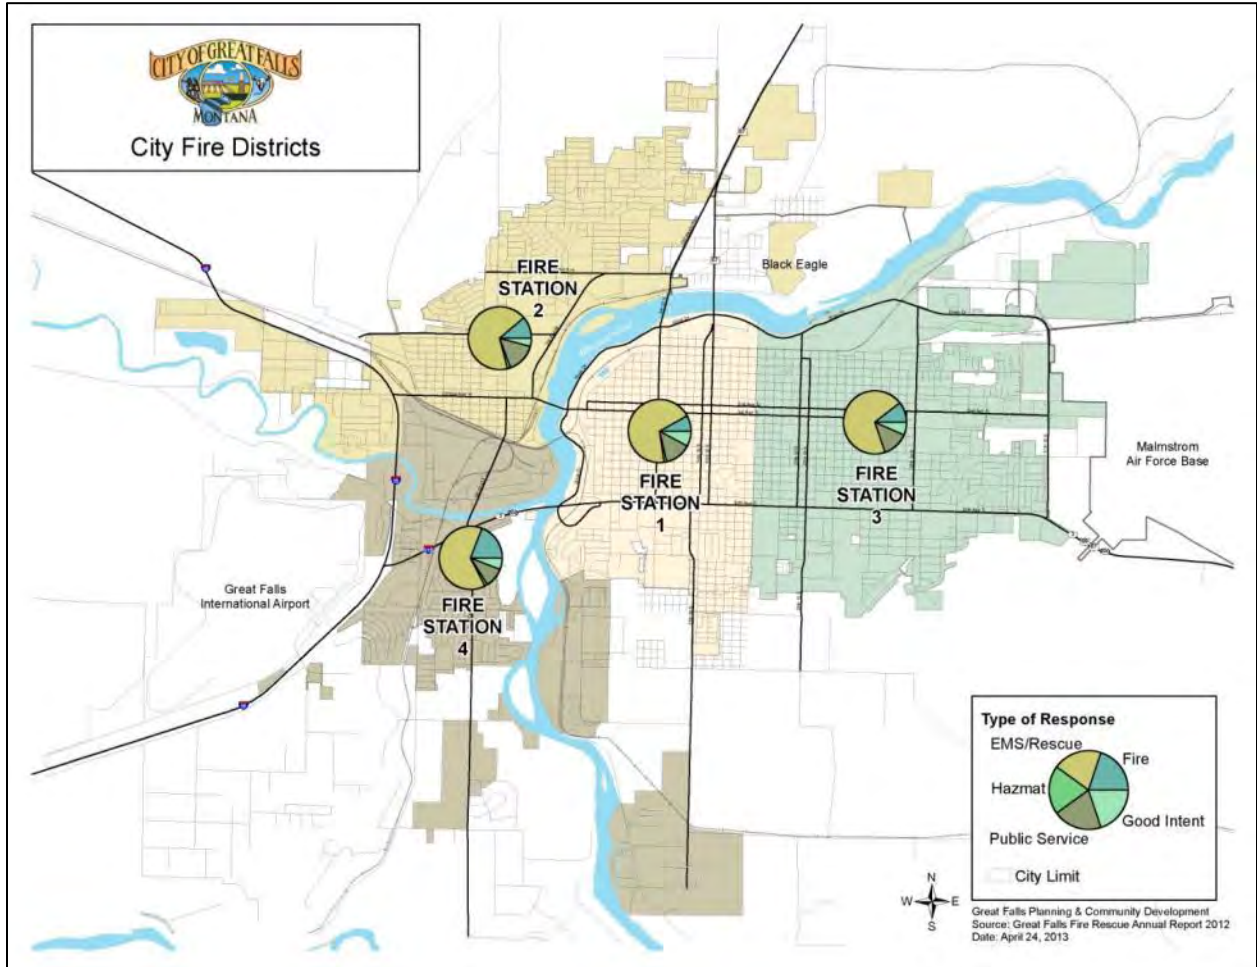 CITY OF GREAT FALLS
MONTANA
City Fire Districts
FIRE
STATION
2
Black Eagle
FIRE
STATION
1
FIRE
STATION
3
Malmstrom
Air Force Base
Great Falls
International Airport
FIRE
STATION
4
Type of Response
EMS/Rescue
Fire
Hazmat
Good Intent
Public Service
City Limit
N
W
E
S
Great Falls Planning & Community Development
Source: Great Falls Fire Rescue Annual Report 2012
Date: April 24, 2013